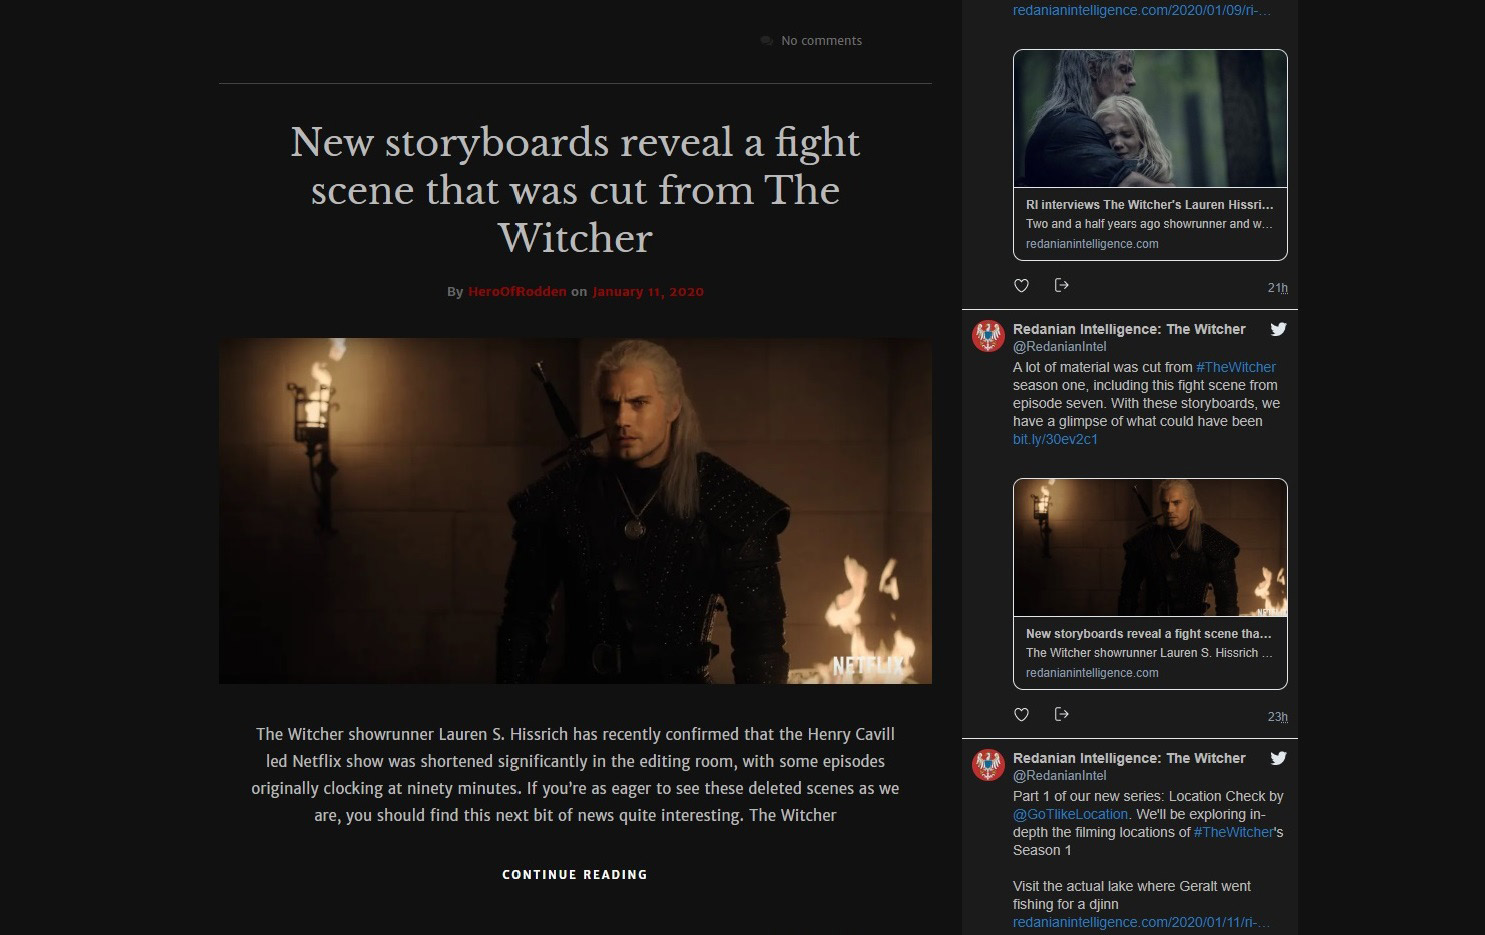 No comments
New storyboards reveal a fight
scene that was cut from The
Witcher
By HeroOfRodden on January 11, 2020
NETFLIX
The Witcher showrunner Lauren S. Hissrich has recently confirmed that the Henry Cavill
led Netflix show was shortened significantly in the editing room, with some episodes
originally clocking at ninety minutes. If you’re as eager to see these deleted scenes as we
are, you should find this next bit of news quite interesting. The Witcher
CONTINUE READING
redanianintelligence.com/2020/01/09/ri-…
RI interviews The Witcher's Lauren Hissri…
Two and a half years ago showrunner and w…
redanianintelligence.com
21h
Redanian Intelligence: The Witcher
@RedanianIntel
A lot of material was cut from #TheWitcher
season one, including this fight scene from
episode seven. With these storyboards, we
have a glimpse of what could have been
bit.ly/30ev2c1
NETFLIX
New storyboards reveal a fight scene tha…
The Witcher showrunner Lauren S. Hissrich …
redanianintelligence.com
23h
Redanian Intelligence: The Witcher
@RedanianIntel
Part 1 of our new series: Location Check by
@GoTlikeLocation. We'll be exploring in-
depth the filming locations of #TheWitcher's
Season 1
Visit the actual lake where Geralt went
fishing for a djinn
redanianintelligence.com/2020/01/11/ri-…